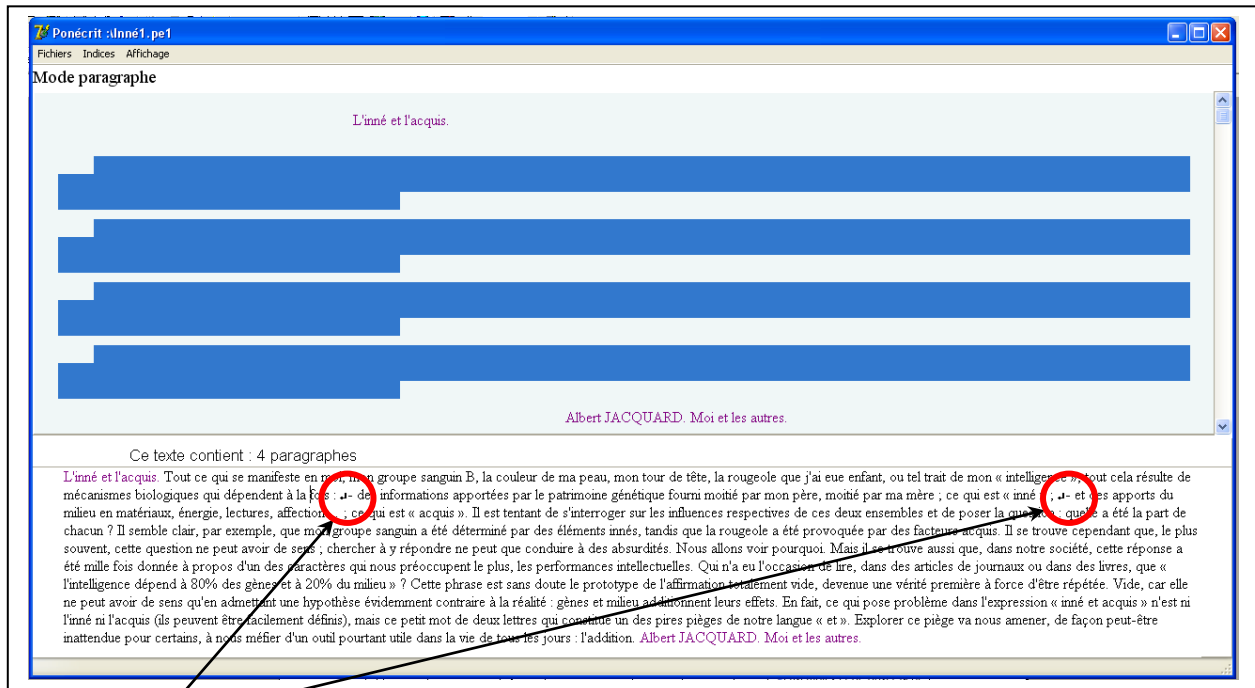 Ponécrit :\Inné1.pe1
Fichiers Indices Affichage
Mode paragraphe
L'inné et l'acquis.
Albert JACQUARD. Moi et les autres.
Ce texte contient : 4 paragraphes
L'inné et l'acquis. Tout ce qui se manifeste en moi, mon groupe sanguin B, la couleur de ma peau, mon tour de tête, la rougeole que j'ai eue enfant, ou tel trait de mon « intelligence », tout cela résulte de
mécanismes biologiques qui dépendent à la fois : ↵- des informations apportées par le patrimoine génétique fourni moitié par mon père, moitié par ma mère ; ce qui est « inné » ; ↵- et des apports du
milieu en matériaux, énergie, lectures, affection... ; ce qui est « acquis ». Il est tentant de s'interroger sur les influences respectives de ces deux ensembles et de poser la question : quelle a été la part de
chacun ? Il semble clair, par exemple, que mon groupe sanguin a été déterminé par des éléments innés, tandis que la rougeole a été provoquée par des facteurs acquis. Il se trouve cependant que, le plus
souvent, cette question ne peut avoir de sens ; chercher à y répondre ne peut que conduire à des absurdités. Nous allons voir pourquoi. Mais il se trouve aussi que, dans notre société, cette réponse a
été mille fois donnée à propos d'un des caractères qui nous préoccupent le plus, les performances intellectuelles. Qui n'a eu l'occasion de lire, dans des articles de journaux ou dans des livres, que «
l'intelligence dépend à 80% des gènes et à 20% du milieu » ? Cette phrase est sans doute le prototype de l'affirmation totalement vide, devenue une vérité première à force d'être répétée. Vide, car elle
ne peut avoir de sens qu'en admettant une hypothèse évidemment contraire à la réalité : gènes et milieu additionnent leurs effets. En fait, ce qui pose problème dans l'expression « inné et acquis » n'est ni
l'inné ni l'acquis (ils peuvent être facilement définis), mais ce petit mot de deux lettres qui constitue un des pires pièges de notre langue « et ». Explorer ce piège va nous amener, de façon peut-être
inattendue pour certains, à nous méfier d'un outil pourtant utile dans la vie de tous les jours : l'addition. Albert JACQUARD. Moi et les autres.